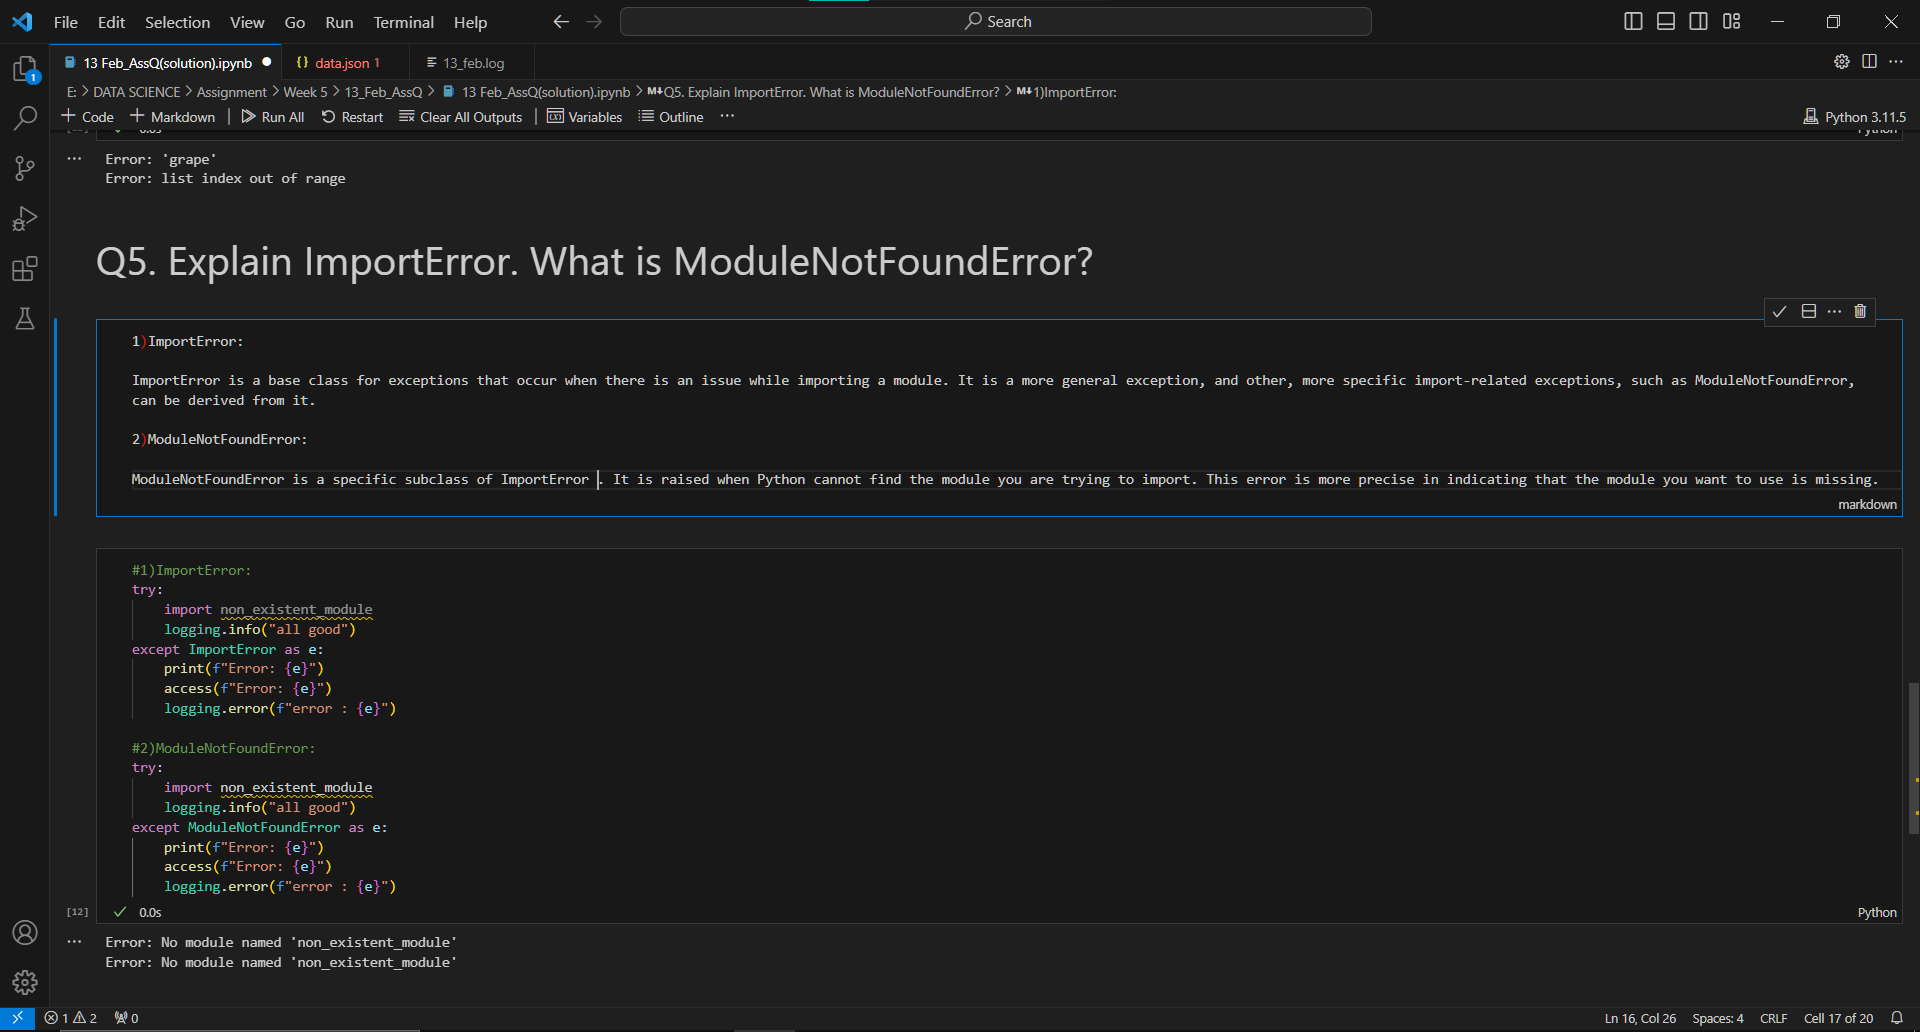 File Edit Selection View Go Run Terminal Help Search
13 Feb_AssQ(solution).ipynb data.json 1 13_feb.log
E: > DATA SCIENCE > Assignment > Week 5 > 13_Feb_AssQ > 13 Feb_AssQ(solution).ipynb > M↓Q5. Explain ImportError. What is ModuleNotFoundError? > M↓1)ImportError:
Code Markdown Run All Restart Clear All Outputs Variables Outline ... Python 3.11.5
0.0s Python
Error: 'grape'
Error: list index out of range
Q5. Explain ImportError. What is ModuleNotFoundError?
1)ImportError:
ImportError is a base class for exceptions that occur when there is an issue while importing a module. It is a more general exception, and other, more specific import-related exceptions, such as ModuleNotFoundError,
can be derived from it.
2)ModuleNotFoundError:
ModuleNotFoundError is a specific subclass of ImportError . It is raised when Python cannot find the module you are trying to import. This error is more precise in indicating that the module you want to use is missing.
markdown
#1)ImportError:
try:
    import non_existent_module
    logging.info("all good")
except ImportError as e:
    print(f"Error: {e}")
    access(f"Error: {e}")
    logging.error(f"error : {e}")
#2)ModuleNotFoundError:
try:
    import non_existent_module
    logging.info("all good")
except ModuleNotFoundError as e:
    print(f"Error: {e}")
    access(f"Error: {e}")
    logging.error(f"error : {e}")
[12] 0.0s Python
Error: No module named 'non_existent_module'
Error: No module named 'non_existent_module'
1 2 0 Ln 16, Col 26 Spaces: 4 CRLF Cell 17 of 20